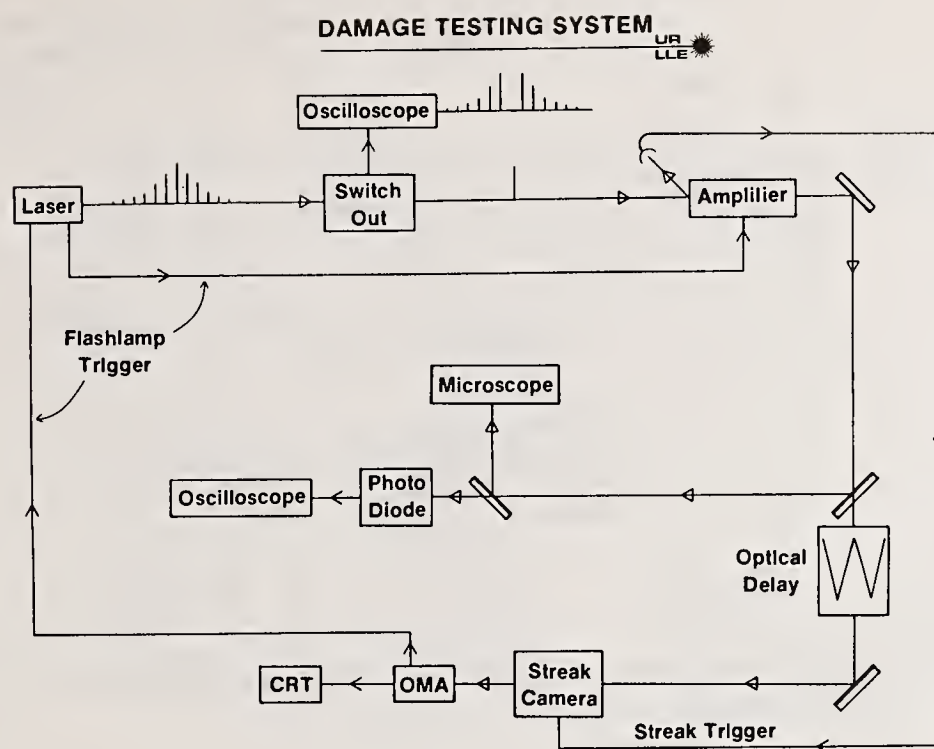 DAMAGE TESTING SYSTEM
UR
LLE
Oscilloscope
Laser
Switch
Out
Amplifier
Flashlamp
Trigger
Microscope
Oscilloscope
Photo
Diode
Optical
Delay
CRT
OMA
Streak
Camera
Streak Trigger